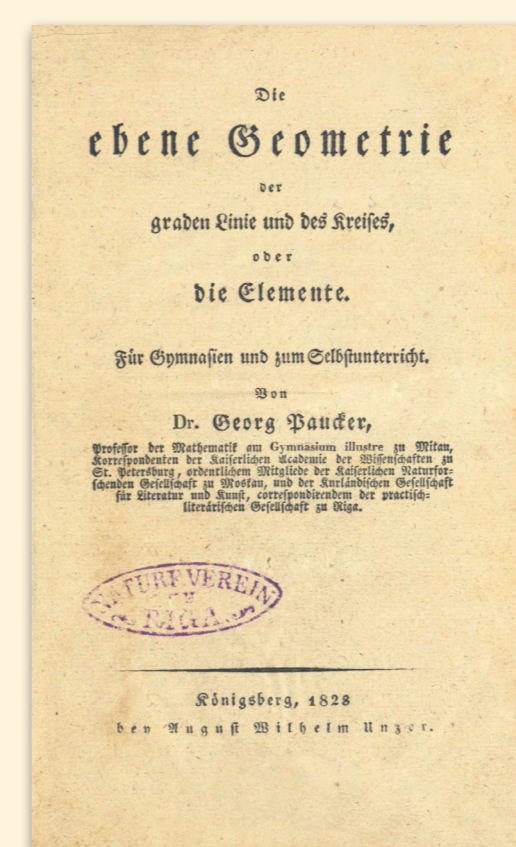 Die
ebene Geometrie
der
graden Linie und des Kreises,
oder
die Elemente.
Für Gymnasien und zum Selbstunterricht.
Von
Dr. Georg Paucker,
Professor der Mathematik am Gymnasium illustre zu Mitau,
Korrespondenten der Kaiserlichen Academie der Wissenschaften zu
St. Petersburg, ordentlichem Mitgliede der Kaiserlichen Naturfor-
schenden Gesellschaft zu Moskau, und der Kurländischen Gesellschaft
für Literatur und Kunst, correspondirendem der practisch-
literärischen Gesellschaft zu Riga.
NATURF.VEREIN
ZU
RIGA
Königsberg, 1823
bey August Wilhelm Unzer.